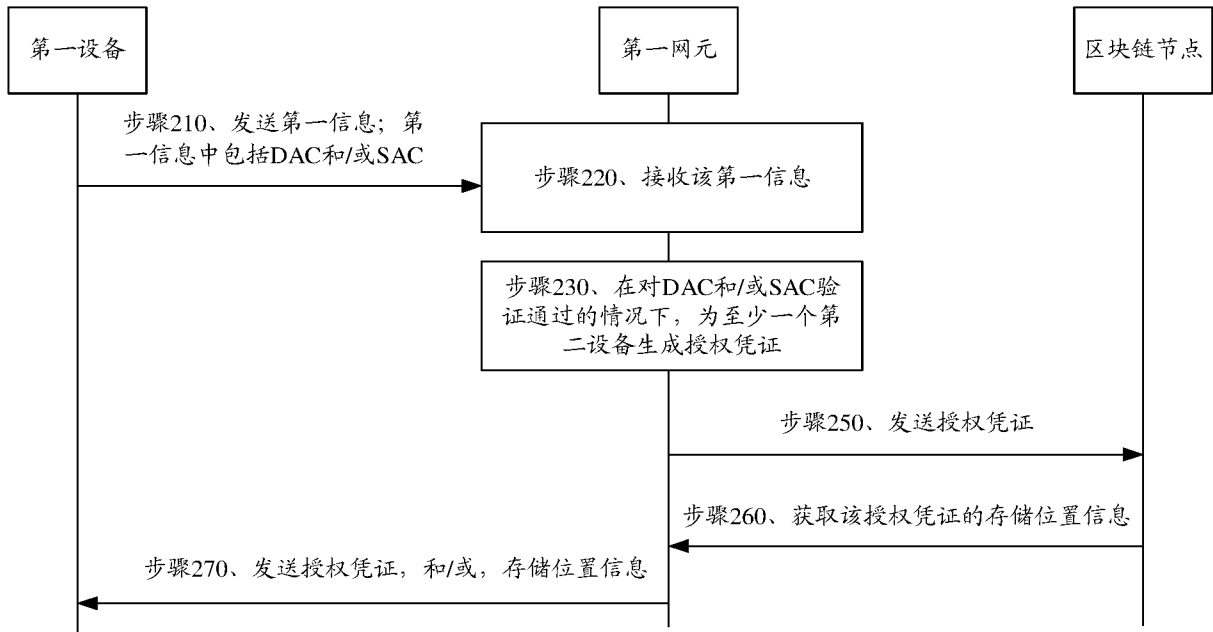 第一设备
第一网元
区块链节点
步骤210、发送第一信息；第
一信息中包括DAC和/或SAC
步骤220、接收该第一信息
步骤230、在对DAC和/或SAC验
证通过的情况下，为至少一个第
二设备生成授权凭证
步骤250、发送授权凭证
步骤260、获取该授权凭证的存储位置信息
步骤270、发送授权凭证，和/或，存储位置信息